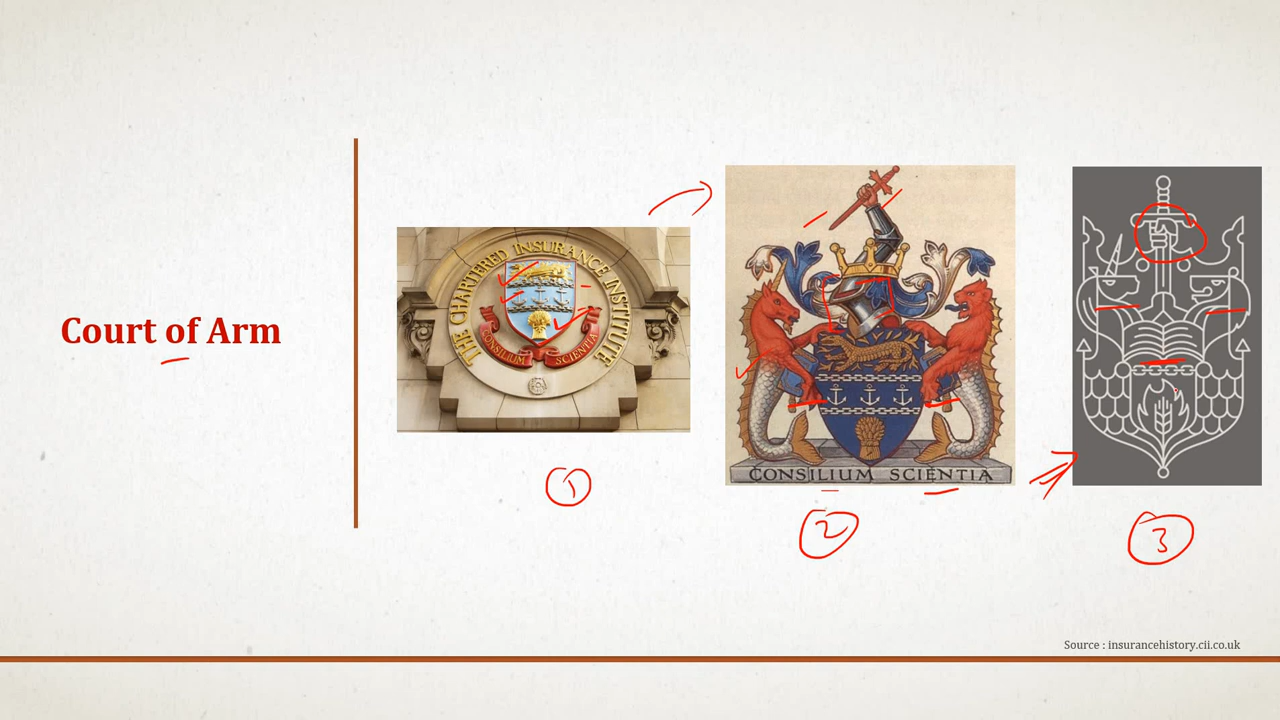 Court of Arm
THE CHARTERED INSURANCE INSTITUTE
CONSILIUM SCIENTIA
1
CONSILIUM SCIENTIA
2
3
Source : insurancehistory.cii.co.uk